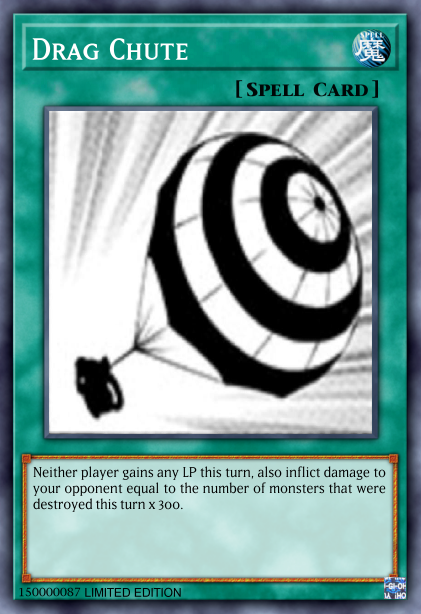 Drag Chute
[Spell Card]
Neither player gains any LP this turn, also inflict damage to
your opponent equal to the number of monsters that were
destroyed this turn x 300.
150000087 LIMITED EDITION